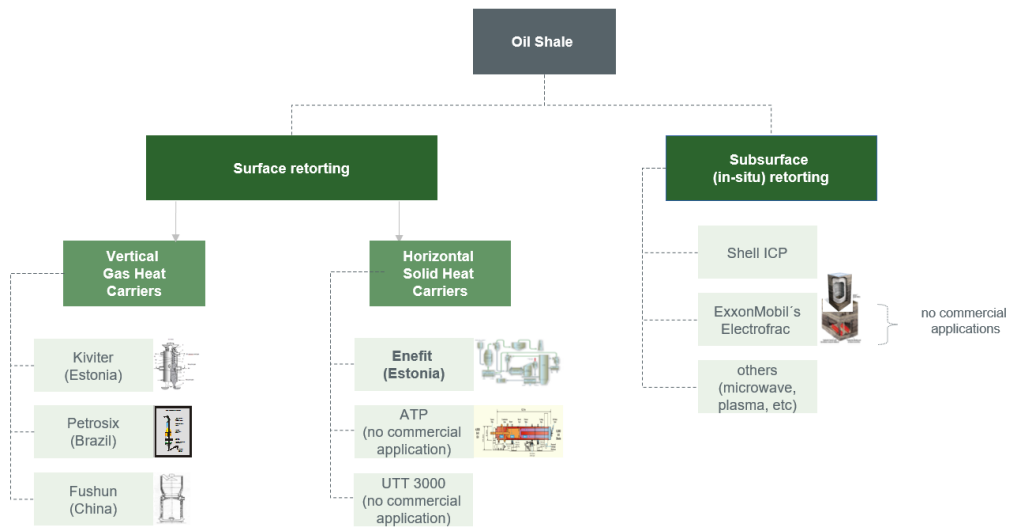 Oil Shale
Surface retorting
Subsurface
(in-situ) retorting
Vertical
Gas Heat
Carriers
Horizontal
Solid Heat
Carriers
Kiviter
(Estonia)
Petrosix
(Brazil)
Fushun
(China)
Enefit
(Estonia)
ATP
(no commercial
application)
UTT 3000
(no commercial
application)
Shell ICP
ExxonMobil´s
Electrofrac
others
(microwave,
plasma, etc)
no commercial
applications